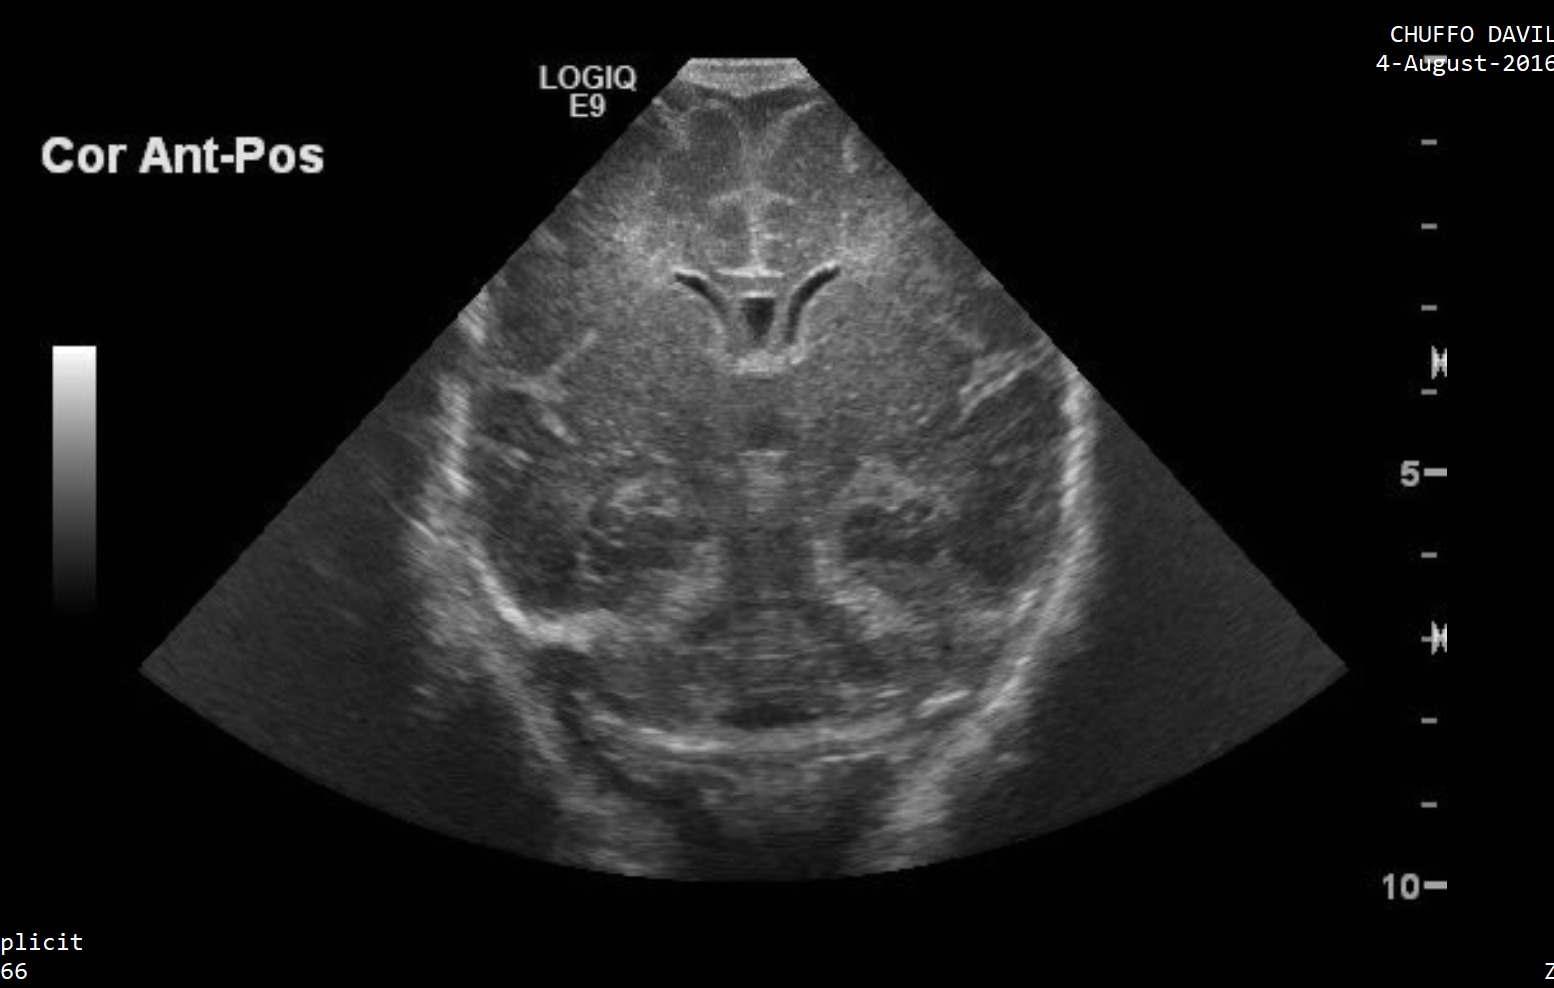 CHUFFO DAVIL
4-August-2016
LOGIQ
E9
Cor Ant-Pos
5
10
plicit
66
Z